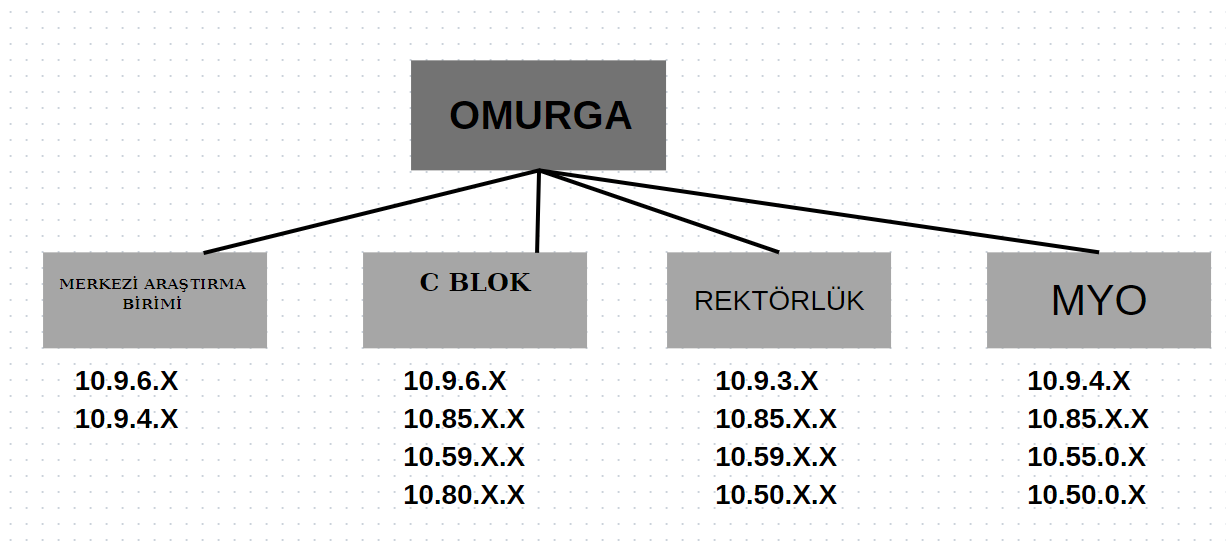 OMURGA
MERKEZİ ARAŞTIRMA
BİRİMİ
10.9.6.X
10.9.4.X
C BLOK
10.9.6.X
10.85.X.X
10.59.X.X
10.80.X.X
REKTÖRLÜK
10.9.3.X
10.85.X.X
10.59.X.X
10.50.X.X
MYO
10.9.4.X
10.85.X.X
10.55.0.X
10.50.0.X